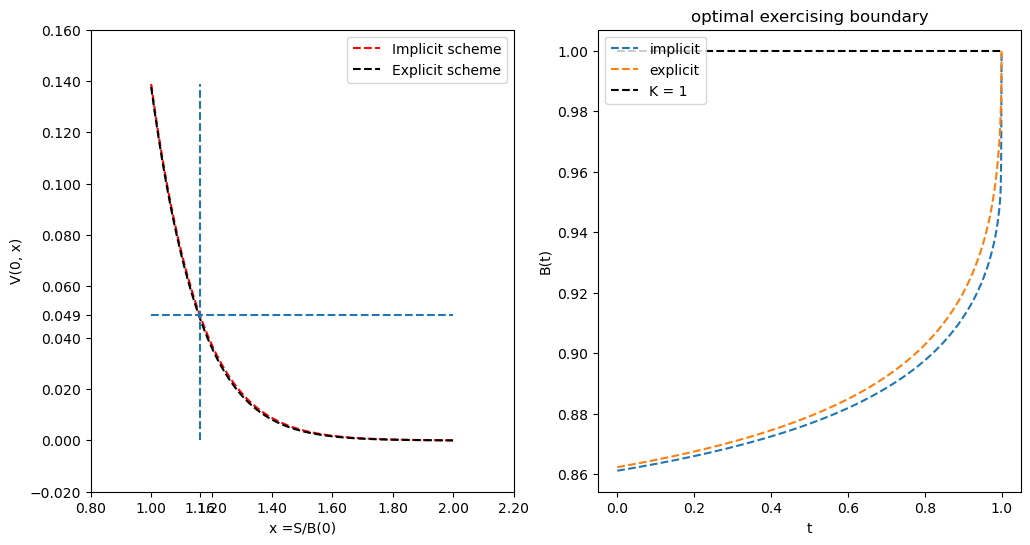 0.160
0.140
0.120
0.100
0.080
0.060
0.049
0.040
0.020
0.000
−0.020
V(0, x)
Implicit scheme
Explicit scheme
0.80 1.00 1.16 1.20 1.40 1.60 1.80 2.00 2.20
x =S/B(0)
optimal exercising boundary
1.00
0.98
0.96
0.94
0.92
0.90
0.88
0.86
B(t)
implicit
explicit
K = 1
0.0 0.2 0.4 0.6 0.8 1.0
t